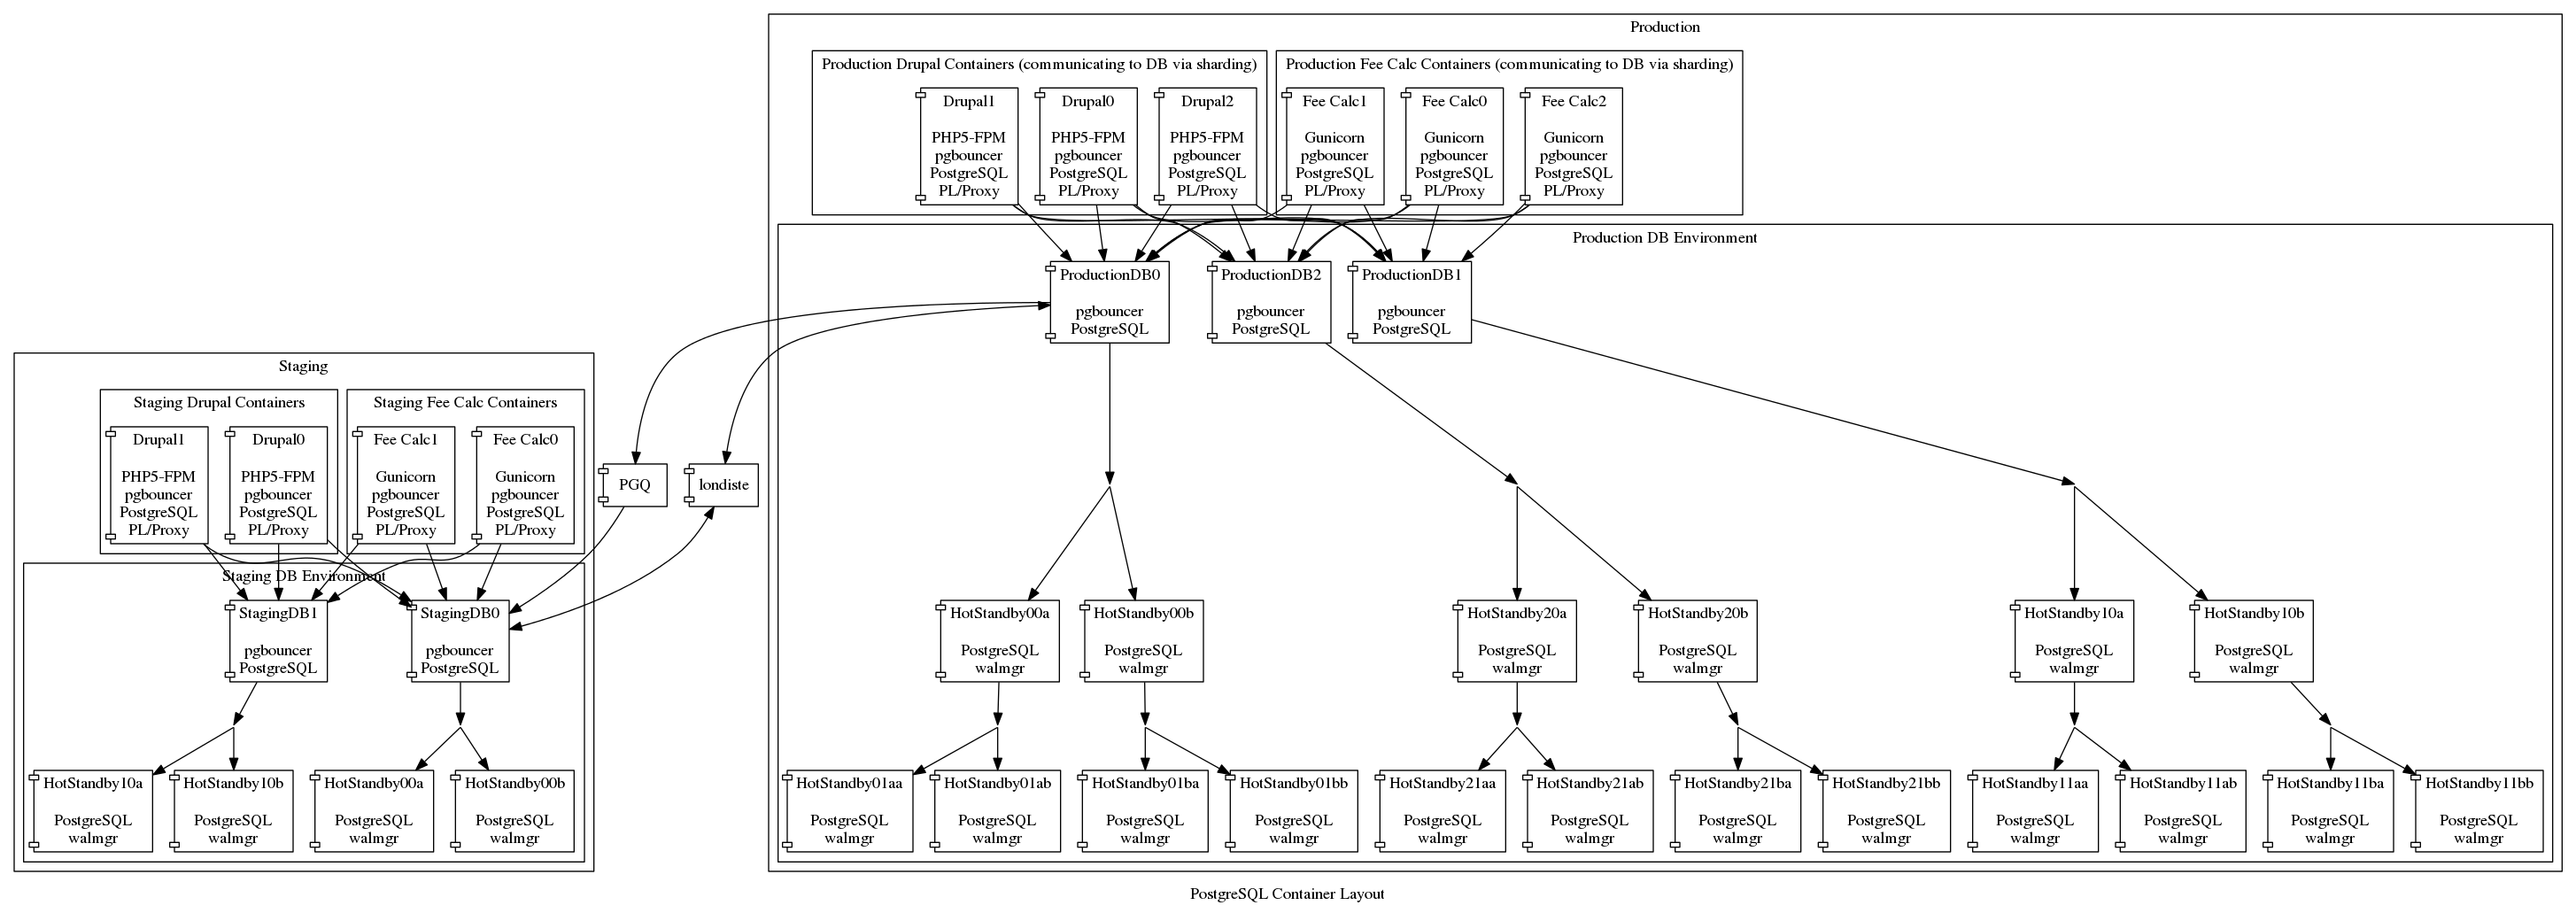 Production
Production Drupal Containers (communicating to DB via sharding)
Drupal1
PHP5-FPM
pgbouncer
PostgreSQL
PL/Proxy
Drupal0
PHP5-FPM
pgbouncer
PostgreSQL
PL/Proxy
Drupal2
PHP5-FPM
pgbouncer
PostgreSQL
PL/Proxy
Production Fee Calc Containers (communicating to DB via sharding)
Fee Calc1
Gunicorn
pgbouncer
PostgreSQL
PL/Proxy
Fee Calc0
Gunicorn
pgbouncer
PostgreSQL
PL/Proxy
Fee Calc2
Gunicorn
pgbouncer
PostgreSQL
PL/Proxy
Production DB Environment
ProductionDB0
pgbouncer
PostgreSQL
ProductionDB2
pgbouncer
PostgreSQL
ProductionDB1
pgbouncer
PostgreSQL
Staging
Staging Drupal Containers
Drupal1
PHP5-FPM
pgbouncer
PostgreSQL
PL/Proxy
Drupal0
PHP5-FPM
pgbouncer
PostgreSQL
PL/Proxy
Staging Fee Calc Containers
Fee Calc1
Gunicorn
pgbouncer
PostgreSQL
PL/Proxy
Fee Calc0
Gunicorn
pgbouncer
PostgreSQL
PL/Proxy
PGQ
londiste
Staging DB Environment
StagingDB1
pgbouncer
PostgreSQL
StagingDB0
pgbouncer
PostgreSQL
HotStandby00a
PostgreSQL
walmgr
HotStandby00b
PostgreSQL
walmgr
HotStandby20a
PostgreSQL
walmgr
HotStandby20b
PostgreSQL
walmgr
HotStandby10a
PostgreSQL
walmgr
HotStandby10b
PostgreSQL
walmgr
HotStandby10a
PostgreSQL
walmgr
HotStandby10b
PostgreSQL
walmgr
HotStandby00a
PostgreSQL
walmgr
HotStandby00b
PostgreSQL
walmgr
HotStandby01aa
PostgreSQL
walmgr
HotStandby01ab
PostgreSQL
walmgr
HotStandby01ba
PostgreSQL
walmgr
HotStandby01bb
PostgreSQL
walmgr
HotStandby21aa
PostgreSQL
walmgr
HotStandby21ab
PostgreSQL
walmgr
HotStandby21ba
PostgreSQL
walmgr
HotStandby21bb
PostgreSQL
walmgr
HotStandby11aa
PostgreSQL
walmgr
HotStandby11ab
PostgreSQL
walmgr
HotStandby11ba
PostgreSQL
walmgr
HotStandby11bb
PostgreSQL
walmgr
PostgreSQL Container Layout